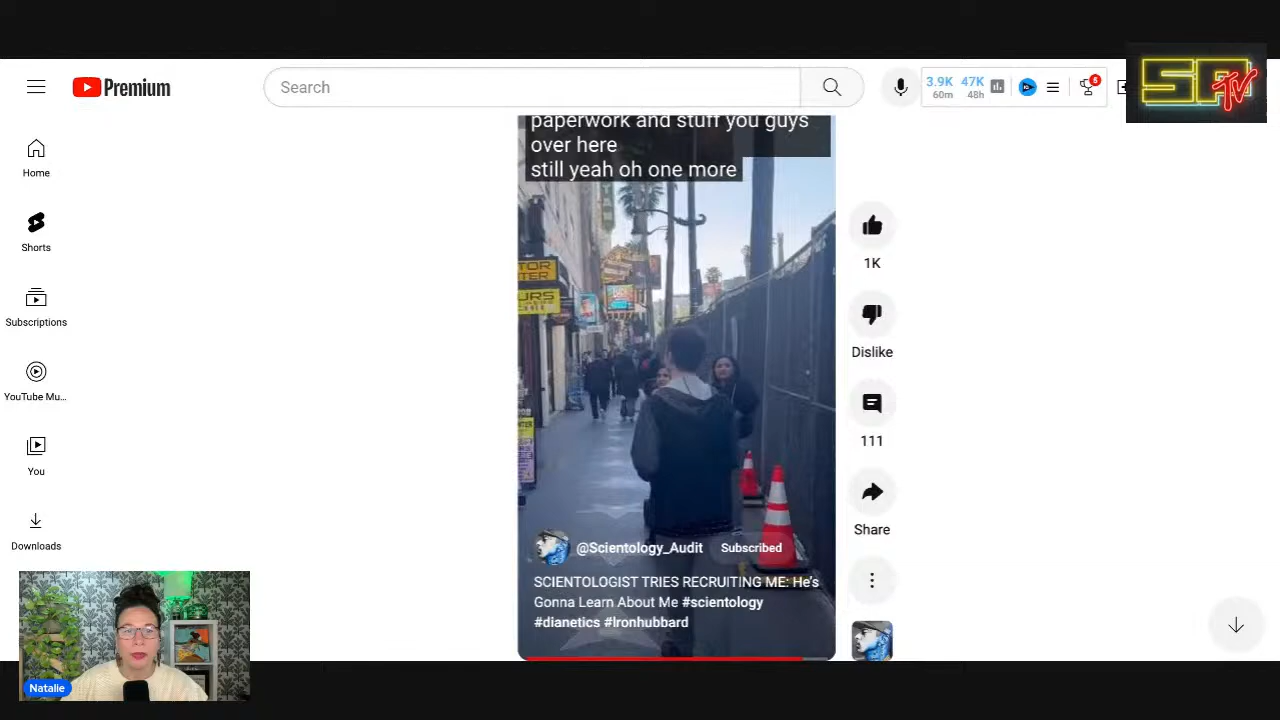 Premium
Search
3.9K 47K
60m 48h
6
SPTV
Home
Shorts
Subscriptions
YouTube Mu...
You
Downloads
paperwork and stuff you guys
over here
still yeah oh one more
1K
Dislike
111
Share
@Scientology_Audit Subscribed
SCIENTOLOGIST TRIES RECRUITING ME: He's
Gonna Learn About Me #scientology
#dianetics #lronhubbard
Natalie